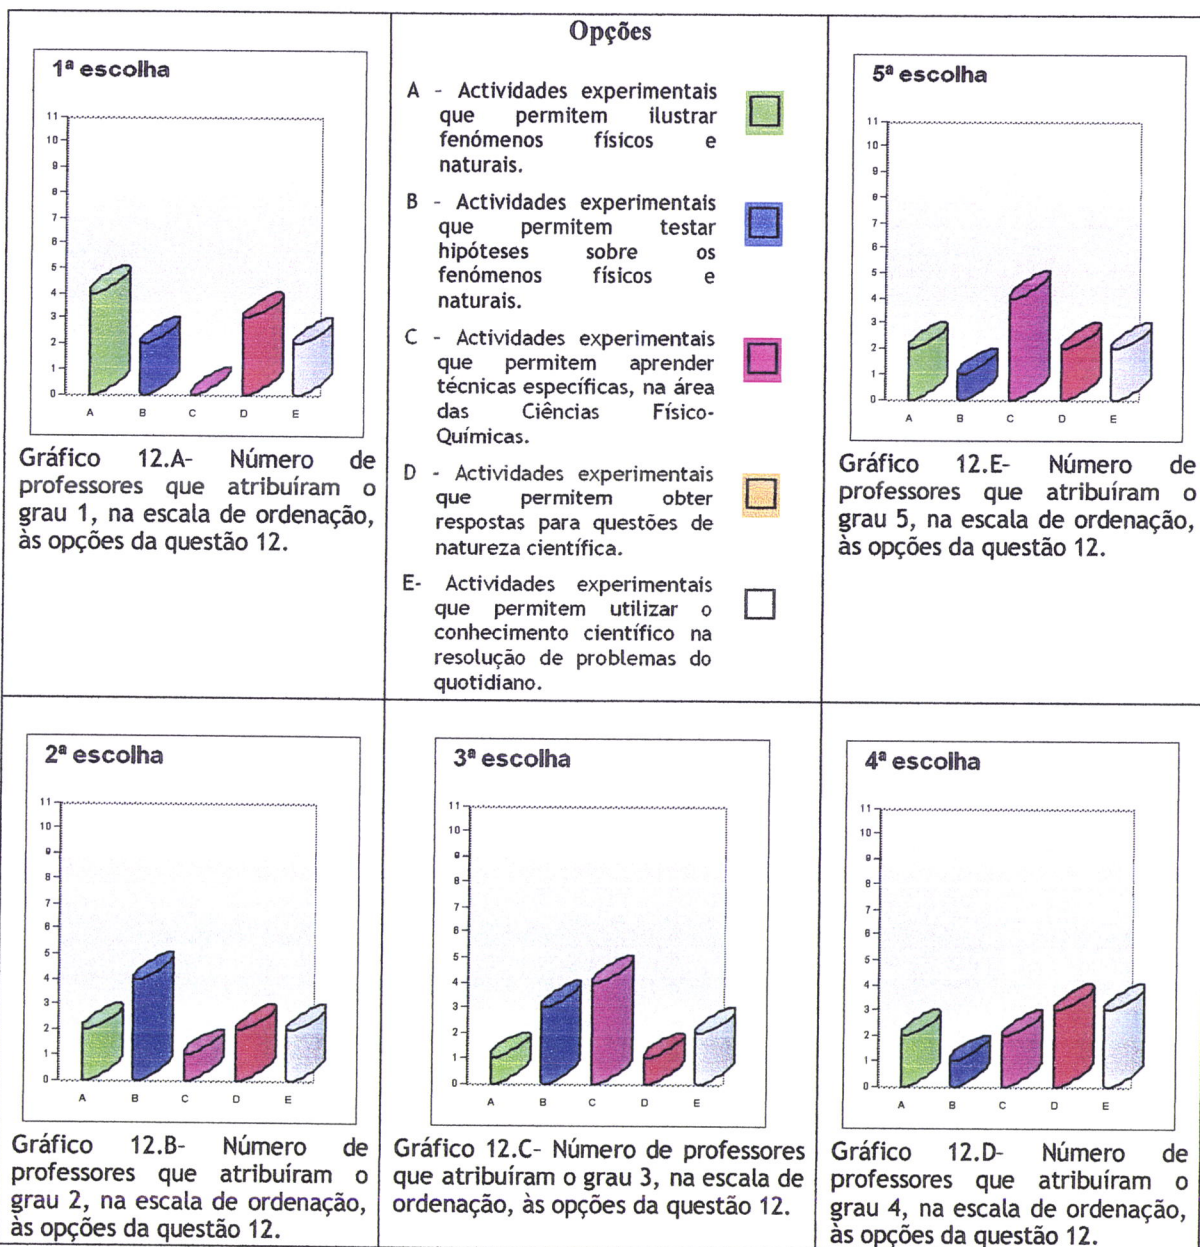 1ª escolha
11
10
9
8
7
6
5
4
3
2
1
0
A B C D E
Gráfico 12.A- Número de
professores que atribuíram o
grau 1, na escala de ordenação,
às opções da questão 12.
Opções
A - Actividades experimentais
que permitem ilustrar
fenómenos físicos e
naturais.
B - Actividades experimentais
que permitem testar
hipóteses sobre os
fenómenos físicos e
naturais.
C - Actividades experimentais
que permitem aprender
técnicas específicas, na área
das Ciências Físico-
Químicas.
D - Actividades experimentais
que permitem obter
respostas para questões de
natureza científica.
E- Actividades experimentais
que permitem utilizar o
conhecimento científico na
resolução de problemas do
quotidiano.
5ª escolha
11
10
9
8
7
6
5
4
3
2
1
0
A B C D E
Gráfico 12.E- Número de
professores que atribuíram o
grau 5, na escala de ordenação,
às opções da questão 12.
2ª escolha
11
10
9
8
7
6
5
4
3
2
1
0
A B C D E
Gráfico 12.B- Número de
professores que atribuíram o
grau 2, na escala de ordenação,
às opções da questão 12.
3ª escolha
11
10
9
8
7
6
5
4
3
2
1
0
A B C D E
Gráfico 12.C- Número de professores
que atribuíram o grau 3, na escala de
ordenação, às opções da questão 12.
4ª escolha
11
10
9
8
7
6
5
4
3
2
1
0
A B C D E
Gráfico 12.D- Número de
professores que atribuíram o
grau 4, na escala de ordenação,
às opções da questão 12.